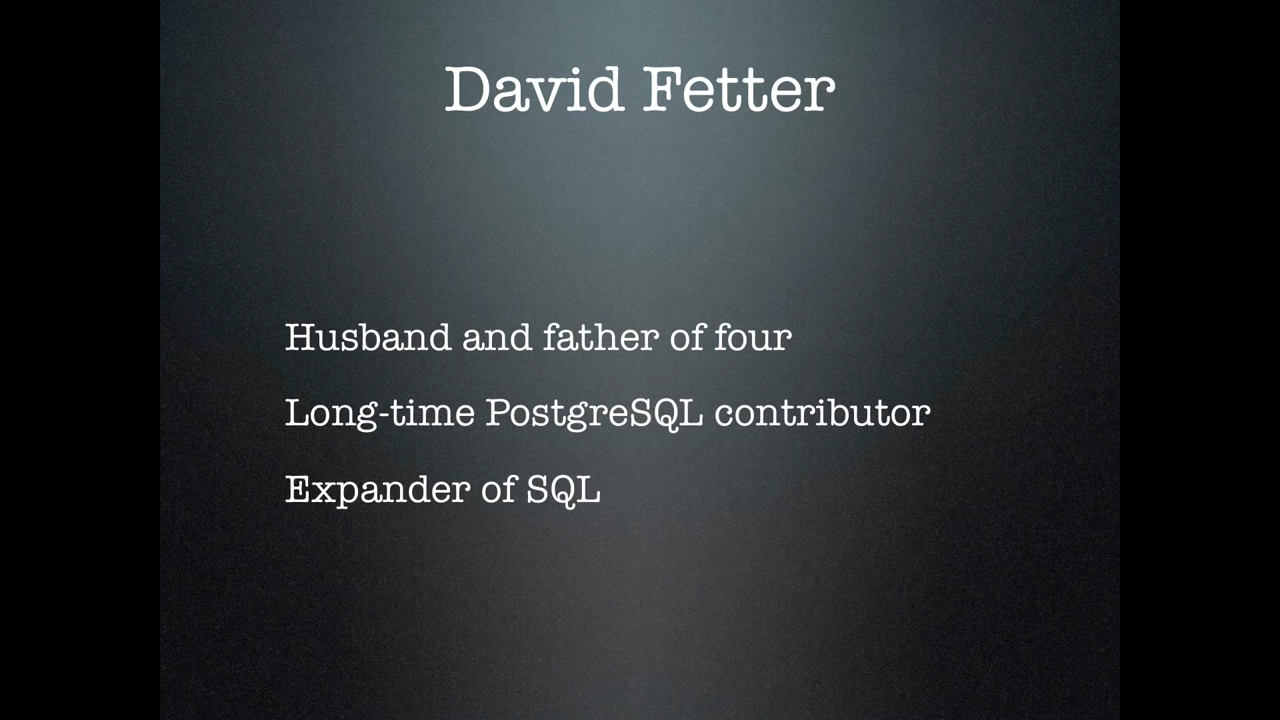 David Fetter
Husband and father of four
Long-time PostgreSQL contributor
Expander of SQL